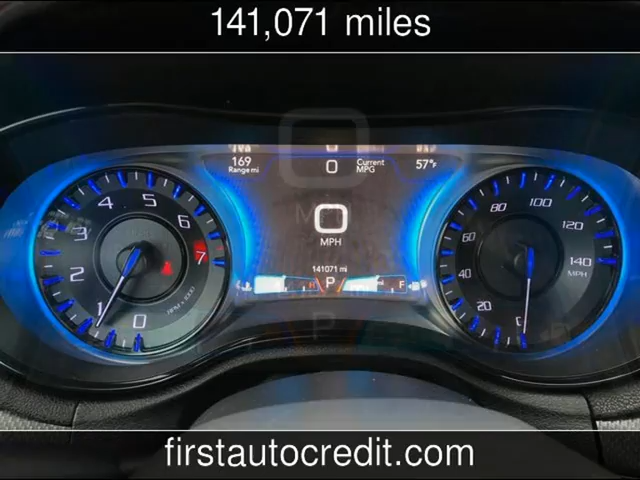 141,071 miles
169
Range mi
0
Current
MPG
57°F
0
MPH
141071 mi
H
P
F
0
1
2
3
4
5
6
7
RPM x 1000
20
40
60
80
100
120
140
MPH
firstautocredit.com